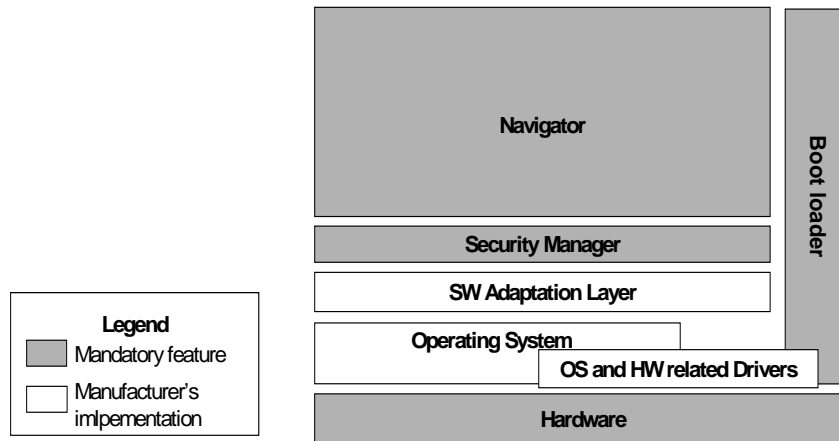 Navigator
Boot loader
Security Manager
SW Adaptation Layer
Operating System
OS and HW related Drivers
Hardware
Legend
Mandatory feature
Manufacturer's
imlpementation